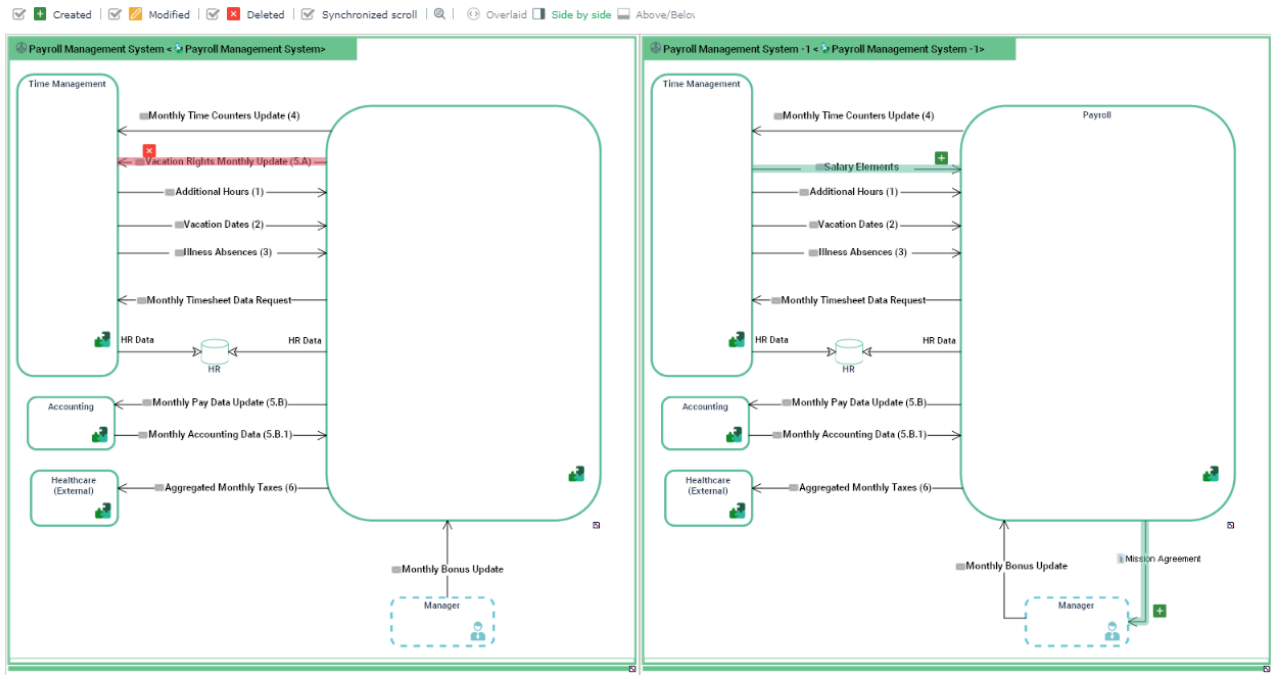 Created
Modified
Deleted
Synchronized scroll
Overlaid
Side by side
Above/Below
Payroll Management System < Payroll Management System>
Time Management
Monthly Time Counters Update (4)
Vacation Rights Monthly Update (5.A)
Additional Hours (1)
Vacation Dates (2)
Illness Absences (3)
Monthly Timesheet Data Request
HR Data
HR Data
HR
Accounting
Monthly Pay Data Update (5.B)
Monthly Accounting Data (5.B.1)
Healthcare
(External)
Aggregated Monthly Taxes (6)
Monthly Bonus Update
Manager
Payroll Management System -1 < Payroll Management System -1>
Time Management
Payroll
Monthly Time Counters Update (4)
Salary Elements
Additional Hours (1)
Vacation Dates (2)
Illness Absences (3)
Monthly Timesheet Data Request
HR Data
HR Data
HR
Accounting
Monthly Pay Data Update (5.B)
Monthly Accounting Data (5.B.1)
Healthcare
(External)
Aggregated Monthly Taxes (6)
Mission Agreement
Monthly Bonus Update
Manager